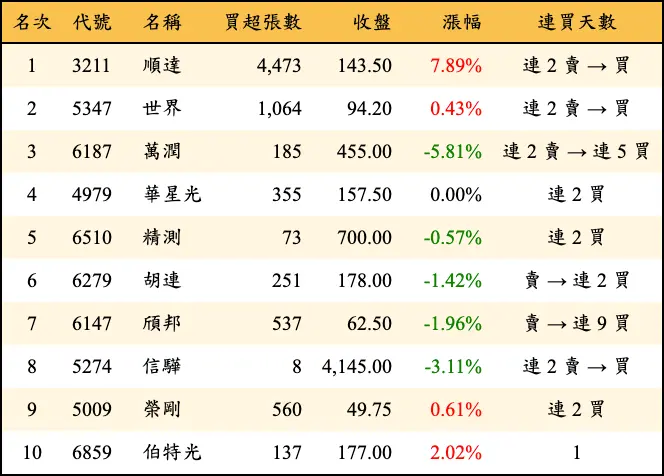 名次 代號 名稱 買超張數 收盤 漲幅 連買天數
1 3211 順達 4,473 143.50 7.89% 連 2 賣 → 買
2 5347 世界 1,064 94.20 0.43% 連 2 賣 → 買
3 6187 萬潤 185 455.00 -5.81% 連 2 賣 → 連 5 買
4 4979 華星光 355 157.50 0.00% 連 2 買
5 6510 精測 73 700.00 -0.57% 連 2 買
6 6279 胡連 251 178.00 -1.42% 賣 → 連 2 買
7 6147 頎邦 537 62.50 -1.96% 賣 → 連 9 買
8 5274 信驊 8 4,145.00 -3.11% 連 2 賣 → 買
9 5009 榮剛 560 49.75 0.61% 連 2 買
10 6859 伯特光 137 177.00 2.02% 1